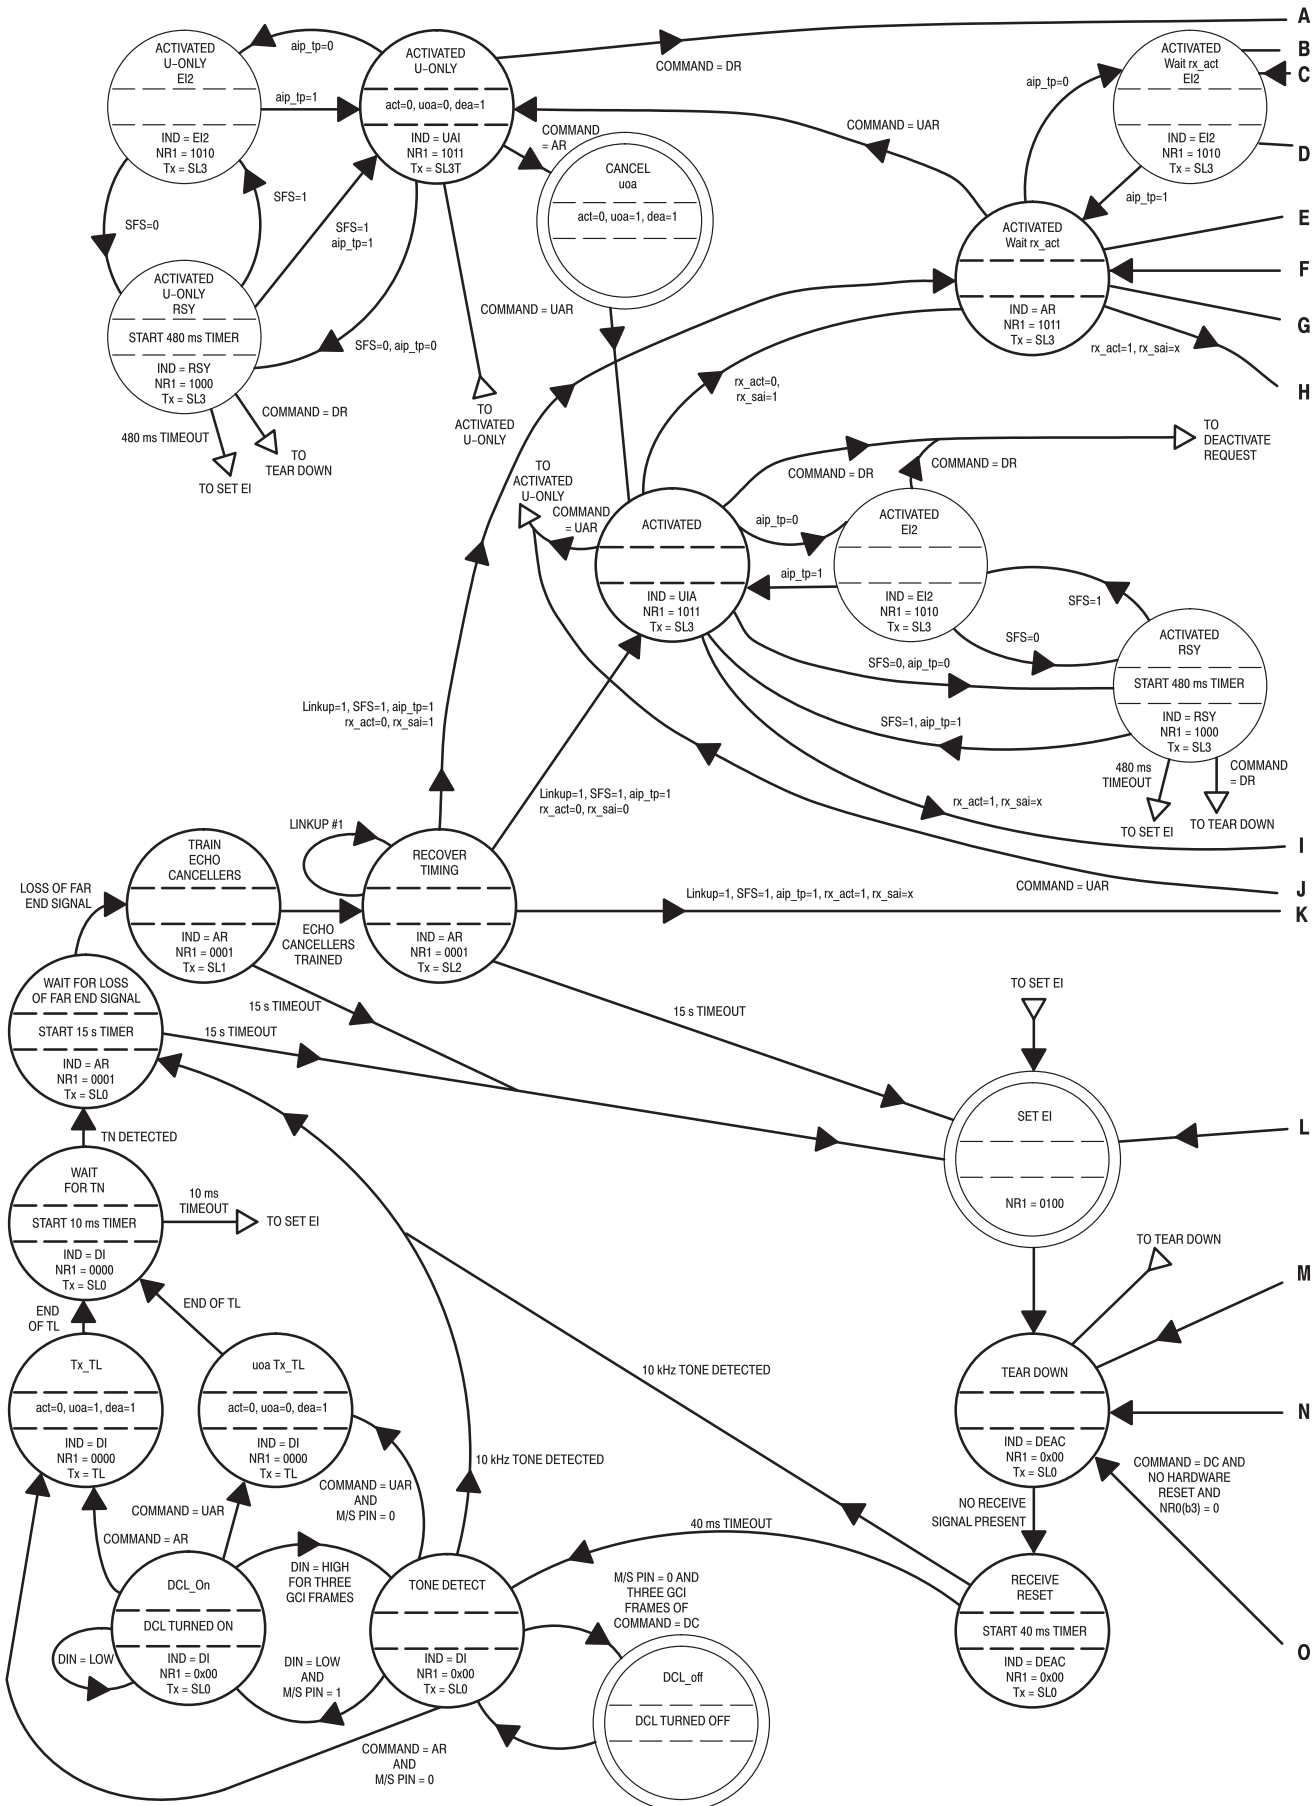 ACTIVATED
U–ONLY
EI2
IND = EI2
NR1 = 1010
Tx = SL3
aip_tp=0
aip_tp=1
ACTIVATED
U–ONLY
act=0, uoa=0, dea=1
IND = UAI
NR1 = 1011
Tx = SL3T
COMMAND = DR
A
ACTIVATED
Wait rx_act
EI2
IND = EI2
NR1 = 1010
Tx = SL3
B
C
D
aip_tp=0
aip_tp=1
COMMAND = UAR
COMMAND
= AR
CANCEL
uoa
act=0, uoa=1, dea=1
SFS=0
SFS=1
SFS=1
aip_tp=1
ACTIVATED
Wait rx_act
IND = AR
NR1 = 1011
Tx = SL3
E
F
G
rx_act=1, rx_sai=x
H
ACTIVATED
U–ONLY
RSY
START 480 ms TIMER
IND = RSY
NR1 = 1000
Tx = SL3
SFS=0, aip_tp=0
COMMAND = UAR
TO
ACTIVATED
U–ONLY
COMMAND = DR
480 ms TIMEOUT
TO
TEAR DOWN
TO SET EI
rx_act=0,
rx_sai=1
TO
DEACTIVATE
REQUEST
COMMAND = DR
COMMAND = DR
TO
ACTIVATED
U–ONLY
COMMAND
= UAR
ACTIVATED
IND = UIA
NR1 = 1011
Tx = SL3
aip_tp=0
aip_tp=1
ACTIVATED
EI2
IND = EI2
NR1 = 1010
Tx = SL3
SFS=1
SFS=0
ACTIVATED
RSY
START 480 ms TIMER
IND = RSY
NR1 = 1000
Tx = SL3
SFS=0, aip_tp=0
SFS=1, aip_tp=1
480 ms
TIMEOUT
COMMAND
= DR
TO SET EI
TO TEAR DOWN
rx_act=1, rx_sai=x
I
Linkup=1, SFS=1, aip_tp=1
rx_act=0, rx_sai=1
Linkup=1, SFS=1, aip_tp=1
rx_act=0, rx_sai=0
COMMAND = UAR
J
LINKUP #1
TRAIN
ECHO
CANCELLERS
IND = AR
NR1 = 0001
Tx = SL1
ECHO
CANCELLERS
TRAINED
RECOVER
TIMING
IND = AR
NR1 = 0001
Tx = SL2
Linkup=1, SFS=1, aip_tp=1, rx_act=1, rx_sai=x
K
LOSS OF FAR
END SIGNAL
WAIT FOR LOSS
OF FAR END SIGNAL
START 15 s TIMER
IND = AR
NR1 = 0001
Tx = SL0
15 s TIMEOUT
15 s TIMEOUT
15 s TIMEOUT
TO SET EI
SET EI
NR1 = 0100
L
TN DETECTED
WAIT
FOR TN
START 10 ms TIMER
IND = DI
NR1 = 0000
Tx = SL0
10 ms
TIMEOUT
TO SET EI
END
OF TL
END OF TL
TO TEAR DOWN
M
Tx_TL
act=0, uoa=1, dea=1
IND = DI
NR1 = 0000
Tx = TL
uoa Tx_TL
act=0, uoa=0, dea=1
IND = DI
NR1 = 0000
Tx = TL
10 kHz TONE DETECTED
10 kHz TONE DETECTED
TEAR DOWN
IND = DEAC
NR1 = 0x00
Tx = SL0
N
COMMAND = DC AND
NO HARDWARE
RESET AND
NR0(b3) = 0
NO RECEIVE
SIGNAL PRESENT
COMMAND = UAR
COMMAND = AR
COMMAND = UAR
AND
M/S PIN = 0
40 ms TIMEOUT
DCL_On
DCL TURNED ON
IND = DI
NR1 = 0x00
Tx = SL0
DIN = LOW
DIN = HIGH
FOR THREE
GCI FRAMES
DIN = LOW
AND
M/S PIN = 1
TONE DETECT
IND = DI
NR1 = 0x00
Tx = SL0
M/S PIN = 0 AND
THREE GCI
FRAMES OF
COMMAND = DC
DCL_off
DCL TURNED OFF
RECEIVE
RESET
START 40 ms TIMER
IND = DEAC
NR1 = 0x00
Tx = SL0
O
COMMAND = AR
AND
M/S PIN = 0